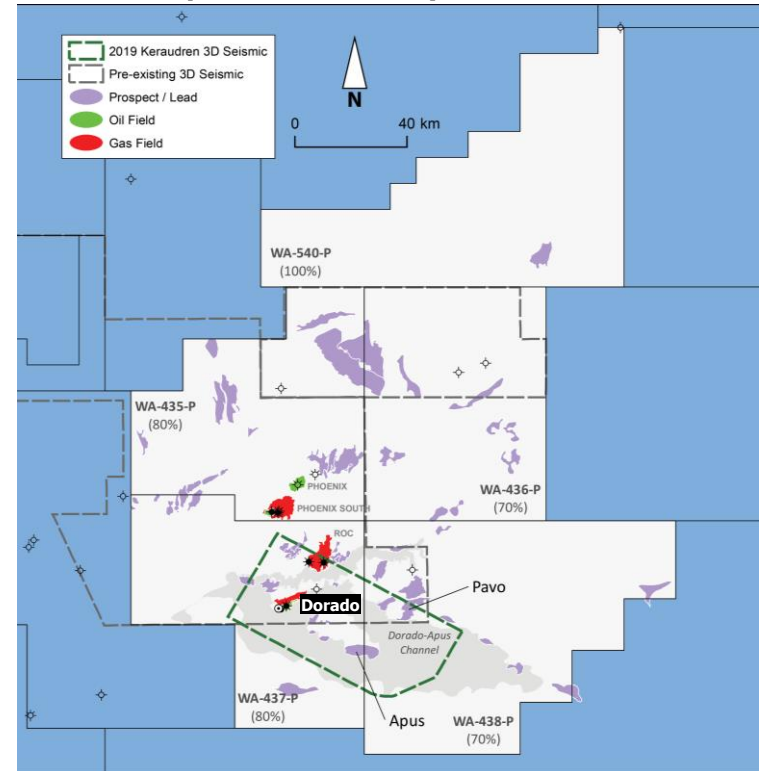 2019 Keraudren 3D Seismic
Pre-existing 3D Seismic
Prospect / Lead
Oil Field
Gas Field
N
0 40 km
WA-540-P
(100%)
WA-435-P
(80%)
PHOENIX
PHOENIX SOUTH
WA-436-P
(70%)
ROC
Dorado
Pavo
Dorado-Apus
Channel
WA-437-P
(80%)
Apus
WA-438-P
(70%)